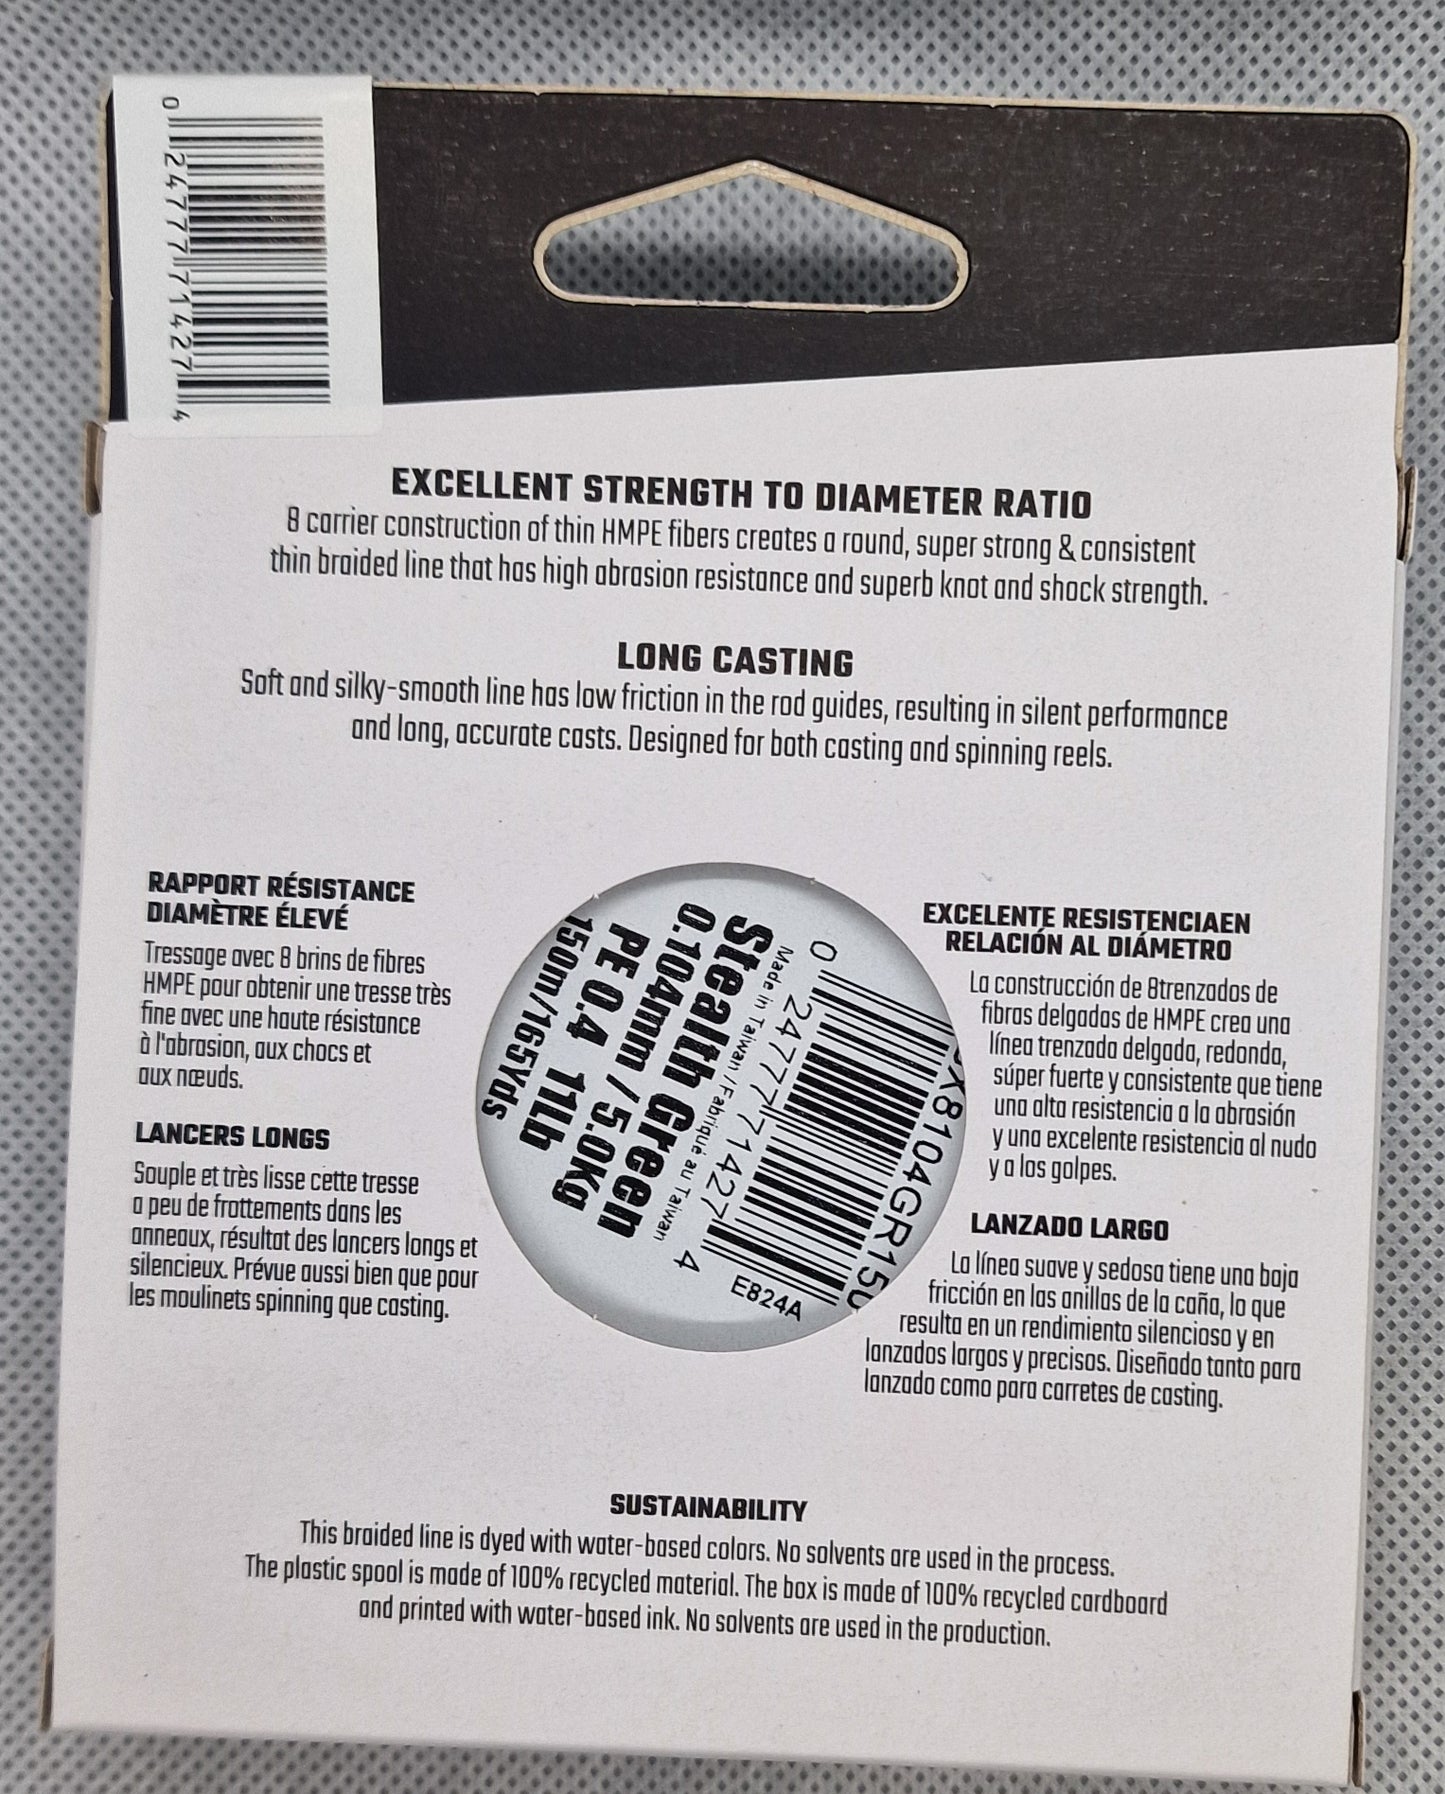 0 24777 71427 4
EXCELLENT STRENGTH TO DIAMETER RATIO
8 carrier construction of thin HMPE fibers creates a round, super strong & consistent
thin braided line that has high abrasion resistance and superb knot and shock strength.
LONG CASTING
Soft and silky-smooth line has low friction in the rod guides, resulting in silent performance
and long, accurate casts. Designed for both casting and spinning reels.
RAPPORT RÉSISTANCE
DIAMÈTRE ÉLEVÉ
Tressage avec 8 brins de fibres
HMPE pour obtenir une tresse très
fine avec une haute résistance
à l'abrasion, aux chocs et
aux nœuds.
LANCERS LONGS
Souple et très lisse cette tresse
a peu de frottements dans les
anneaux, résultat des lancers longs et
silencieux. Prévue aussi bien que pour
les moulinets spinning que casting.
X8104GR150
0 24777 71427 4
E824A
Made in Taiwan / Fabriqué au Taiwan
Stealth Green
0.104mm / 5.0Kg
PE 0.4 11Lb
150m/165Yds
EXCELENTE RESISTENCIAEN
RELACIÓN AL DIÁMETRO
La construcción de 8trenzados de
fibras delgadas de HMPE crea una
línea trenzada delgada, redonda,
súper fuerte y consistente que tiene
una alta resistencia a la abrasión
y una excelente resistencia al nudo
y a los golpes.
LANZADO LARGO
La línea suave y sedosa tiene una baja
fricción en las anillas de la caña, lo que
resulta en un rendimiento silencioso y en
lanzados largos y precisos. Diseñado tanto para
lanzado como para carretes de casting.
SUSTAINABILITY
This braided line is dyed with water-based colors. No solvents are used in the process.
The plastic spool is made of 100% recycled material. The box is made of 100% recycled cardboard
and printed with water-based ink. No solvents are used in the production.